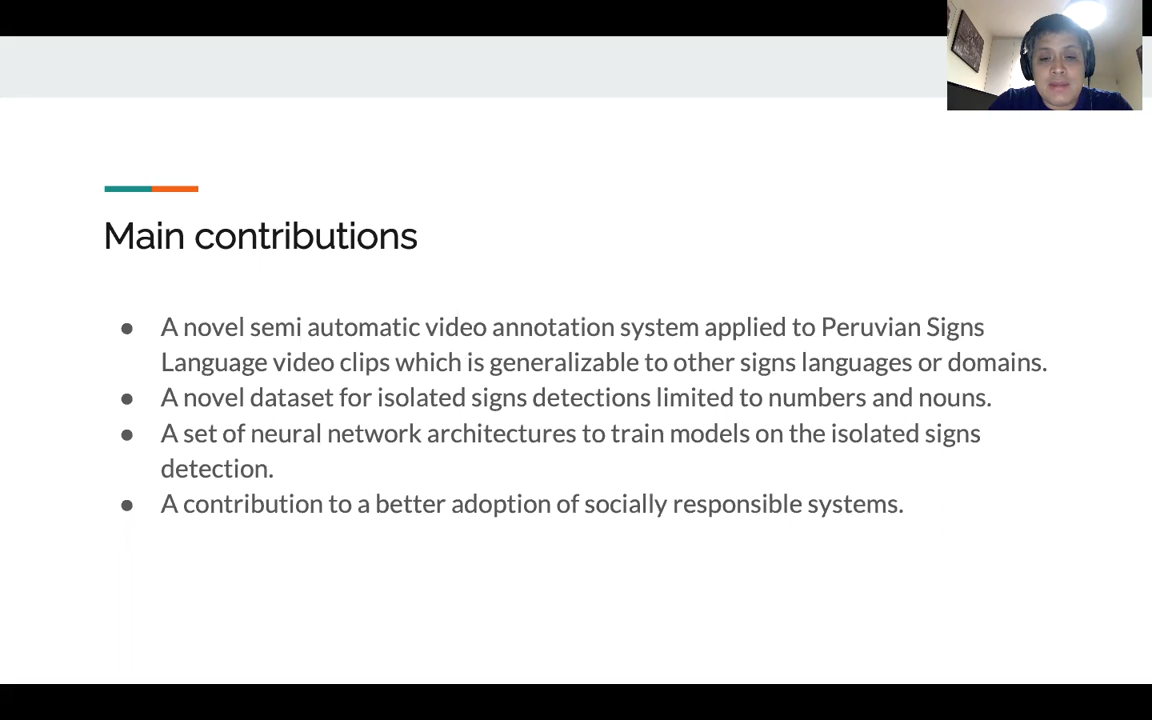 Main contributions
● A novel semi automatic video annotation system applied to Peruvian Signs
Language video clips which is generalizable to other signs languages or domains.
● A novel dataset for isolated signs detections limited to numbers and nouns.
● A set of neural network architectures to train models on the isolated signs
detection.
● A contribution to a better adoption of socially responsible systems.